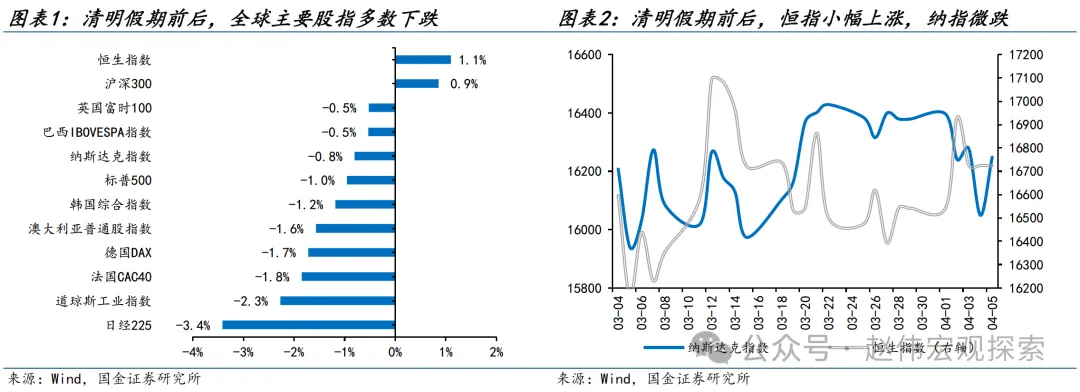 图表1：清明假期前后，全球主要股指多数下跌
恒生指数 1.1%
沪深300 0.9%
英国富时100 -0.5%
巴西IBOVESPA指数 -0.5%
纳斯达克指数 -0.8%
标普500 -1.0%
韩国综合指数 -1.2%
澳大利亚普通股指数 -1.6%
德国DAX -1.7%
法国CAC40 -1.8%
道琼斯工业指数 -2.3%
日经225 -3.4%
-4% -3% -2% -1% 0% 1% 2%
来源：Wind，国金证券研究所
图表2：清明假期前后，恒指小幅上涨，纳指微跌
16600
16400
16200
16000
15800
17200
17100
17000
16900
16800
16700
16600
16500
16400
16300
16200
03-04 03-06 03-08 03-10 03-12 03-14 03-16 03-18 03-20 03-22 03-24 03-26 03-28 03-30 04-01 04-03 04-05
纳斯达克指数 恒生指数（右轴）
公众号·赵伟宏观探索
来源：Wind，国金证券研究所